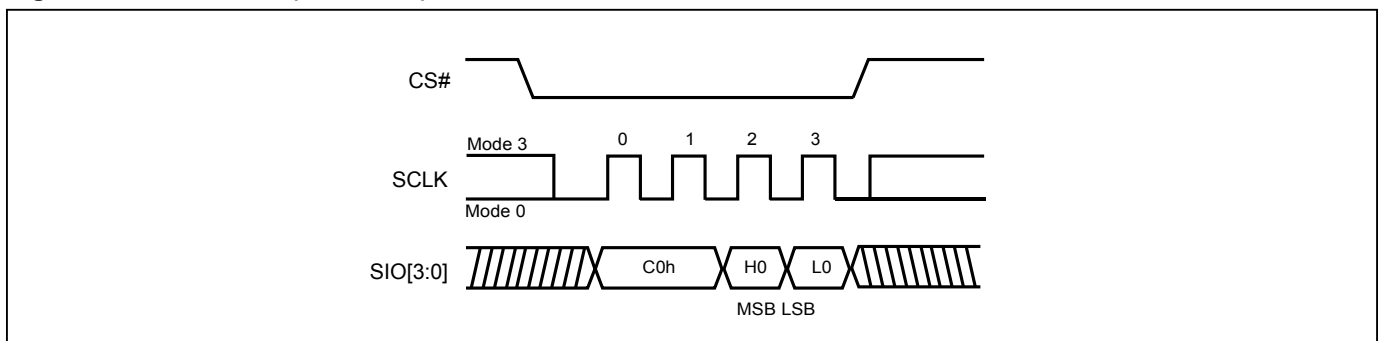 CS#
Mode 3 0 1 2 3
SCLK
Mode 0
SIO[3:0] C0h H0 L0
MSB LSB